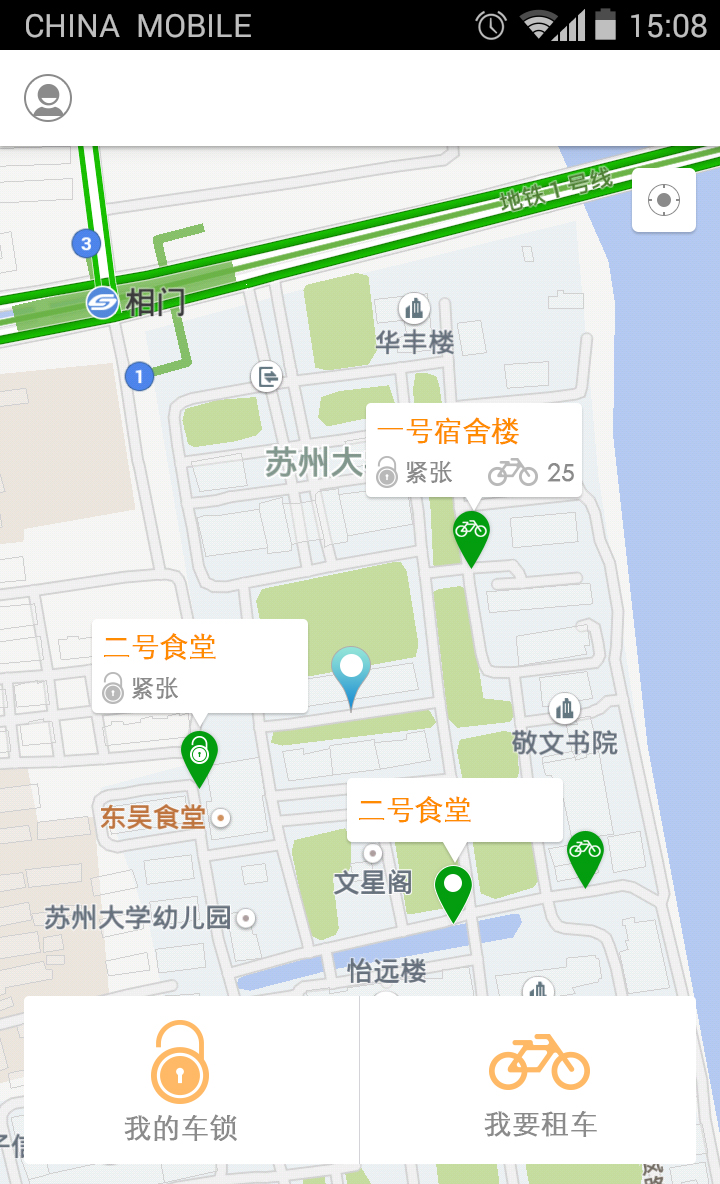 CHINA MOBILE 15:08
地铁1号线
3
相门
1
华丰楼
苏州大
一号宿舍楼
紧张 25
二号食堂
紧张
敬文书院
东吴食堂
二号食堂
文星阁
苏州大学幼儿园
怡远楼
我的车锁
我要租车